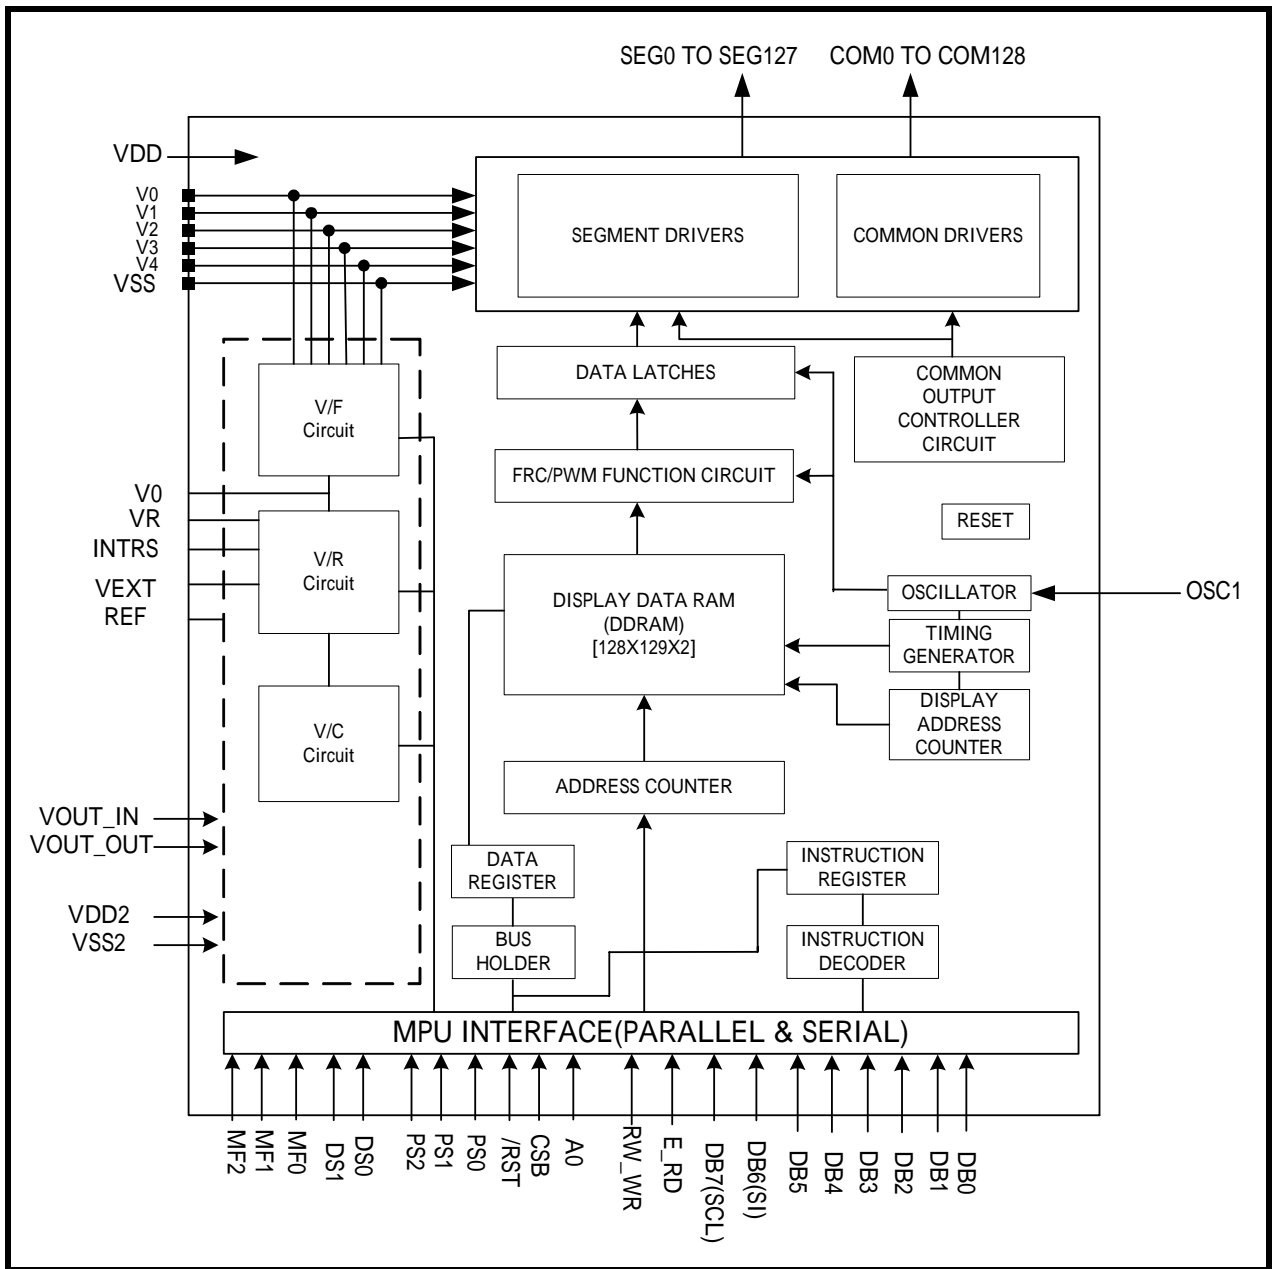 SEG0 TO SEG127
COM0 TO COM128
VDD
V0
V1
V2
V3
V4
VSS
SEGMENT DRIVERS
COMMON DRIVERS
V/F
Circuit
DATA LATCHES
COMMON
OUTPUT
CONTROLLER
CIRCUIT
FRC/PWM FUNCTION CIRCUIT
V0
VR
INTRS
VEXT
REF
V/R
Circuit
RESET
DISPLAY DATA RAM
(DDRAM)
[128X129X2]
OSCILLATOR
OSC1
TIMING
GENERATOR
DISPLAY
ADDRESS
COUNTER
V/C
Circuit
ADDRESS COUNTER
VOUT_IN
VOUT_OUT
DATA
REGISTER
INSTRUCTION
REGISTER
VDD2
VSS2
BUS
HOLDER
INSTRUCTION
DECODER
MPU INTERFACE(PARALLEL & SERIAL)
MF2
MF1
MF0
DS1
DS0
PS2
PS1
PS0
/RST
CSB
A0
RW_WR
E_RD
DB7(SCL)
DB6(SI)
DB5
DB4
DB3
DB2
DB1
DB0